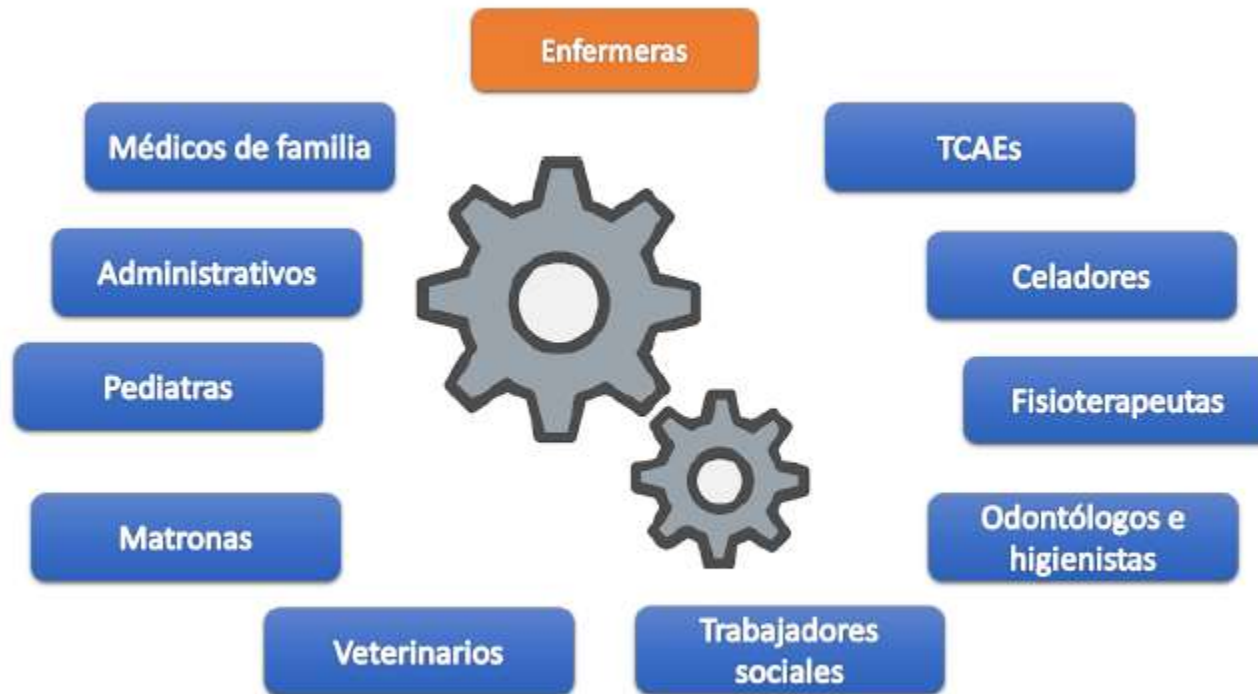 Enfermeras
Médicos de familia
TCAEs
Administrativos
Celadores
Pediatras
Fisioterapeutas
Matronas
Odontólogos e
higienistas
Veterinarios
Trabajadores
sociales